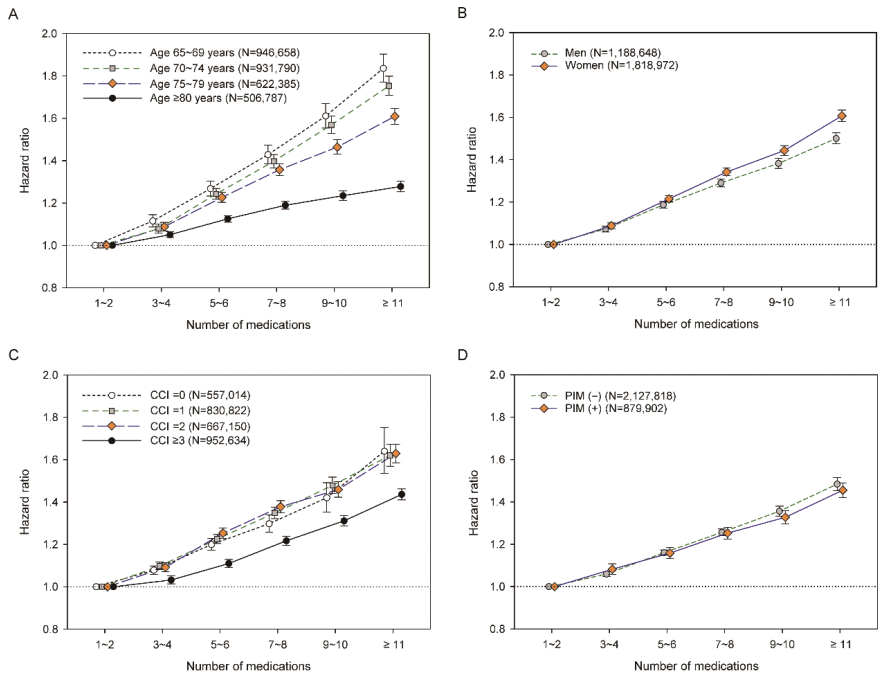 A
2.0
1.8
1.6
1.4
1.2
1.0
0.8
Hazard ratio
Age 65~69 years (N=946,658)
Age 70~74 years (N=931,790)
Age 75~79 years (N=622,385)
Age ≥80 years (N=506,787)
1~2
3~4
5~6
7~8
9~10
≥ 11
Number of medications
B
2.0
1.8
1.6
1.4
1.2
1.0
0.8
Hazard ratio
Men (N=1,188,648)
Women (N=1,818,972)
1~2
3~4
5~6
7~8
9~10
≥ 11
Number of medications
C
2.0
1.8
1.6
1.4
1.2
1.0
0.8
Hazard ratio
CCI =0 (N=557,014)
CCI =1 (N=830,822)
CCI =2 (N=667,150)
CCI ≥3 (N=952,634)
1~2
3~4
5~6
7~8
9~10
≥ 11
Number of medications
D
2.0
1.8
1.6
1.4
1.2
1.0
0.8
Hazard ratio
PIM (−) (N=2,127,818)
PIM (+) (N=879,902)
1~2
3~4
5~6
7~8
9~10
≥ 11
Number of medications